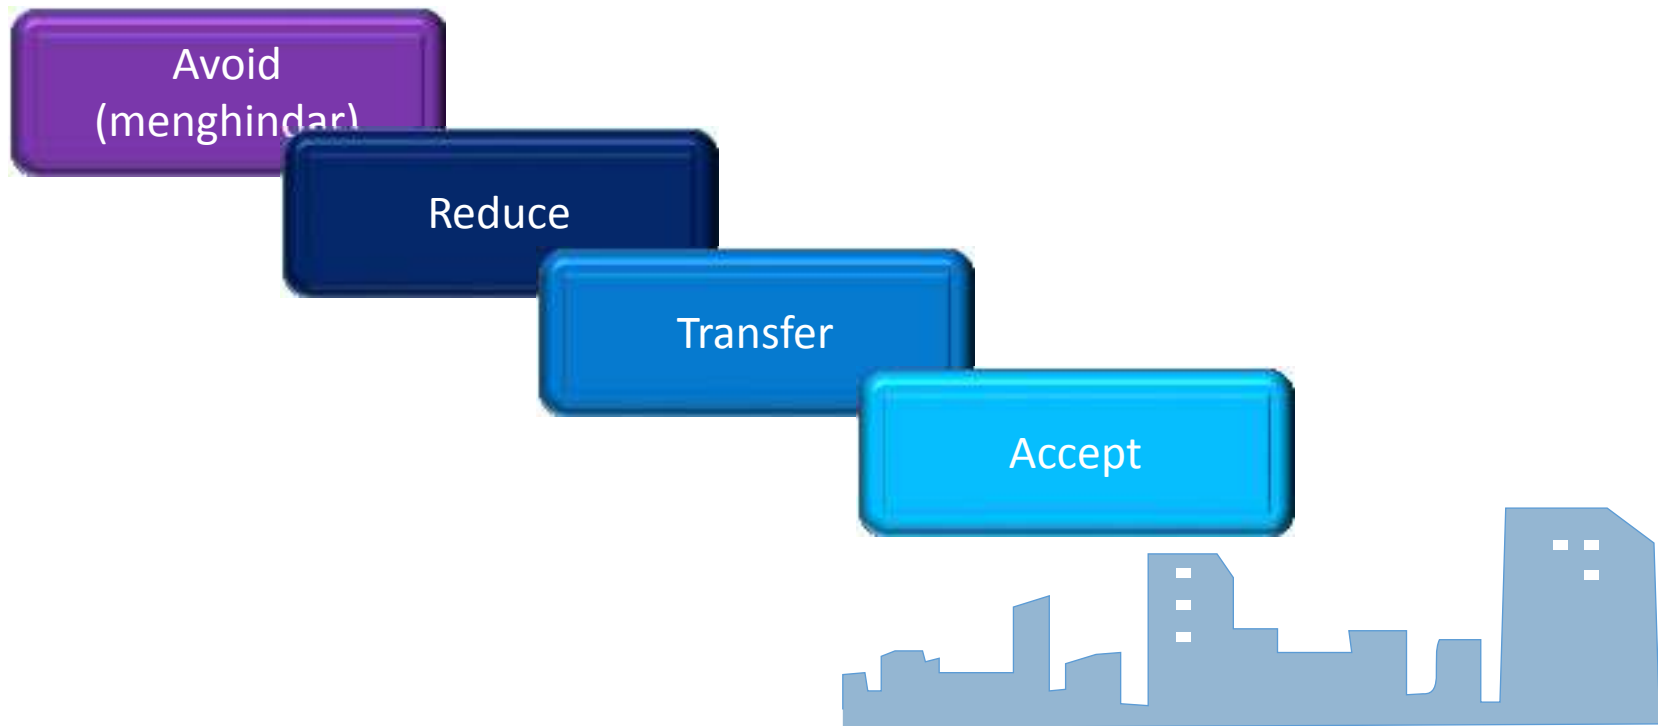 Avoid
(menghindar)
Reduce
Transfer
Accept